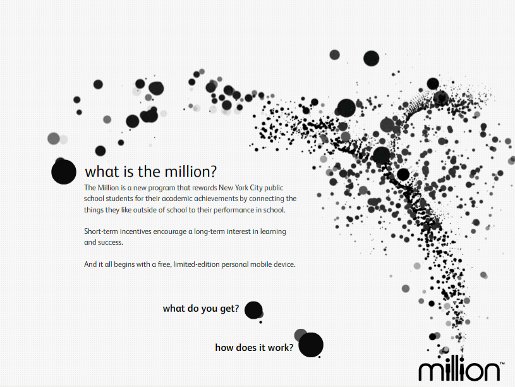 what is the million?
The Million is a new program that rewards New York City public
school students for their academic achievements by connecting the
things they like outside of school to their performance in school.
Short-term incentives encourage a long-term interest in learning
and success.
And it all begins with a free, limited-edition personal mobile device.
what do you get?
how does it work?
million™